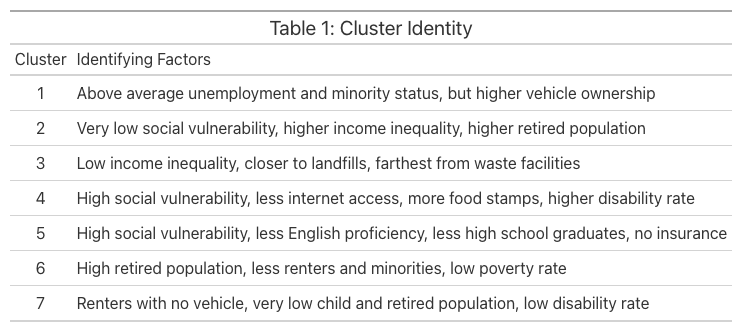 Table 1: Cluster Identity
Cluster Identifying Factors
1 Above average unemployment and minority status, but higher vehicle ownership
2 Very low social vulnerability, higher income inequality, higher retired population
3 Low income inequality, closer to landfills, farthest from waste facilities
4 High social vulnerability, less internet access, more food stamps, higher disability rate
5 High social vulnerability, less English proficiency, less high school graduates, no insurance
6 High retired population, less renters and minorities, low poverty rate
7 Renters with no vehicle, very low child and retired population, low disability rate